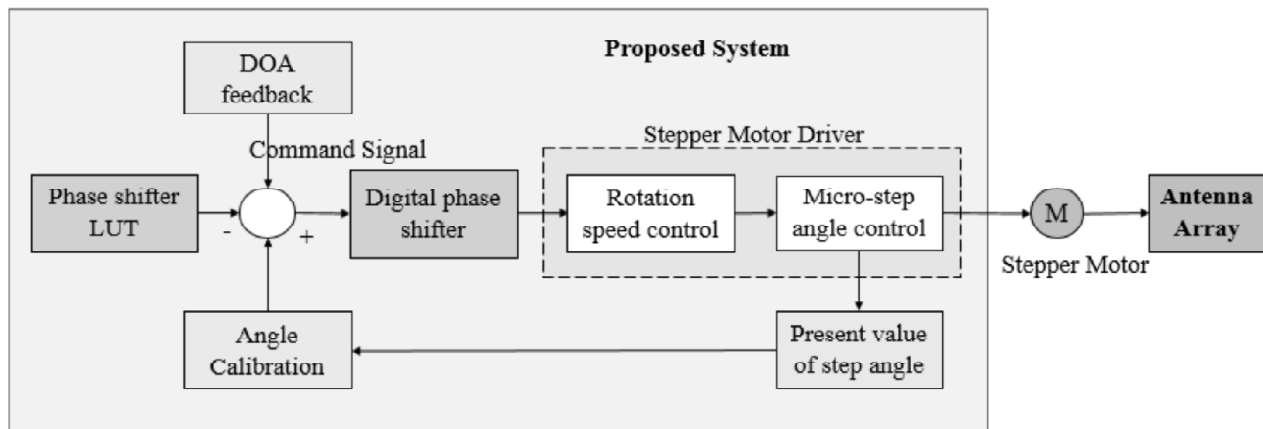 Proposed System
DOA
feedback
Command Signal
Stepper Motor Driver
Phase shifter
LUT
-
+
Digital phase
shifter
Rotation
speed control
Micro-step
angle control
M
Stepper Motor
Antenna
Array
Angle
Calibration
Present value
of step angle